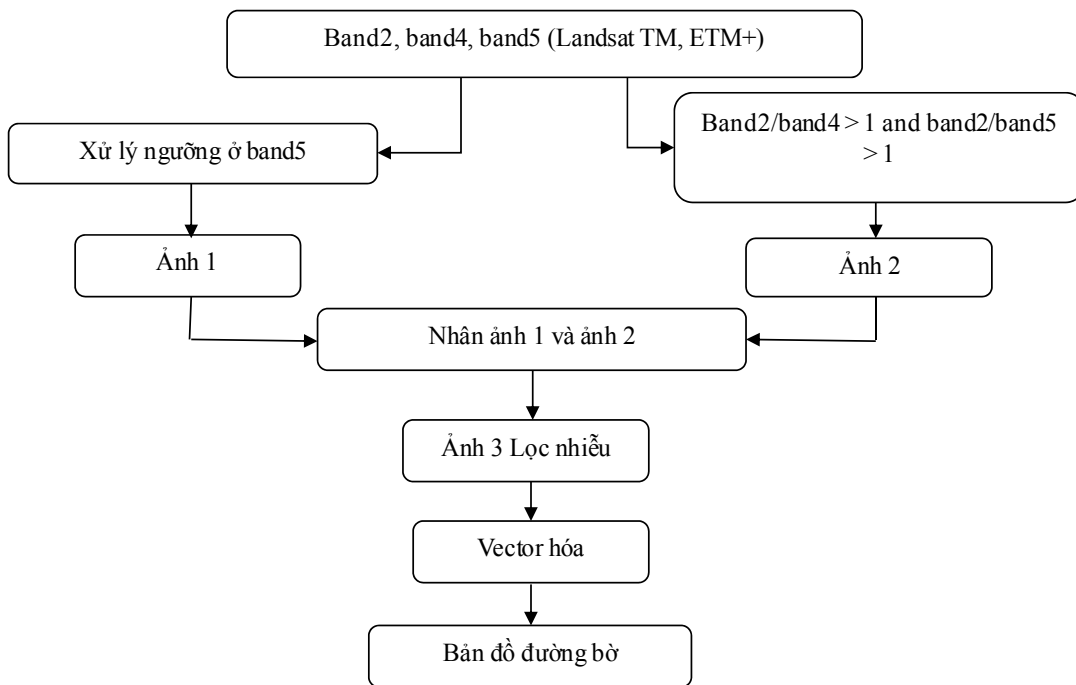 Band2, band4, band5 (Landsat TM, ETM+)
Xử lý ngưỡng ở band5
Band2/band4 > 1 and band2/band5
> 1
Ảnh 1
Ảnh 2
Nhân ảnh 1 và ảnh 2
Ảnh 3 Lọc nhiễu
Vector hóa
Bản đồ đường bờ